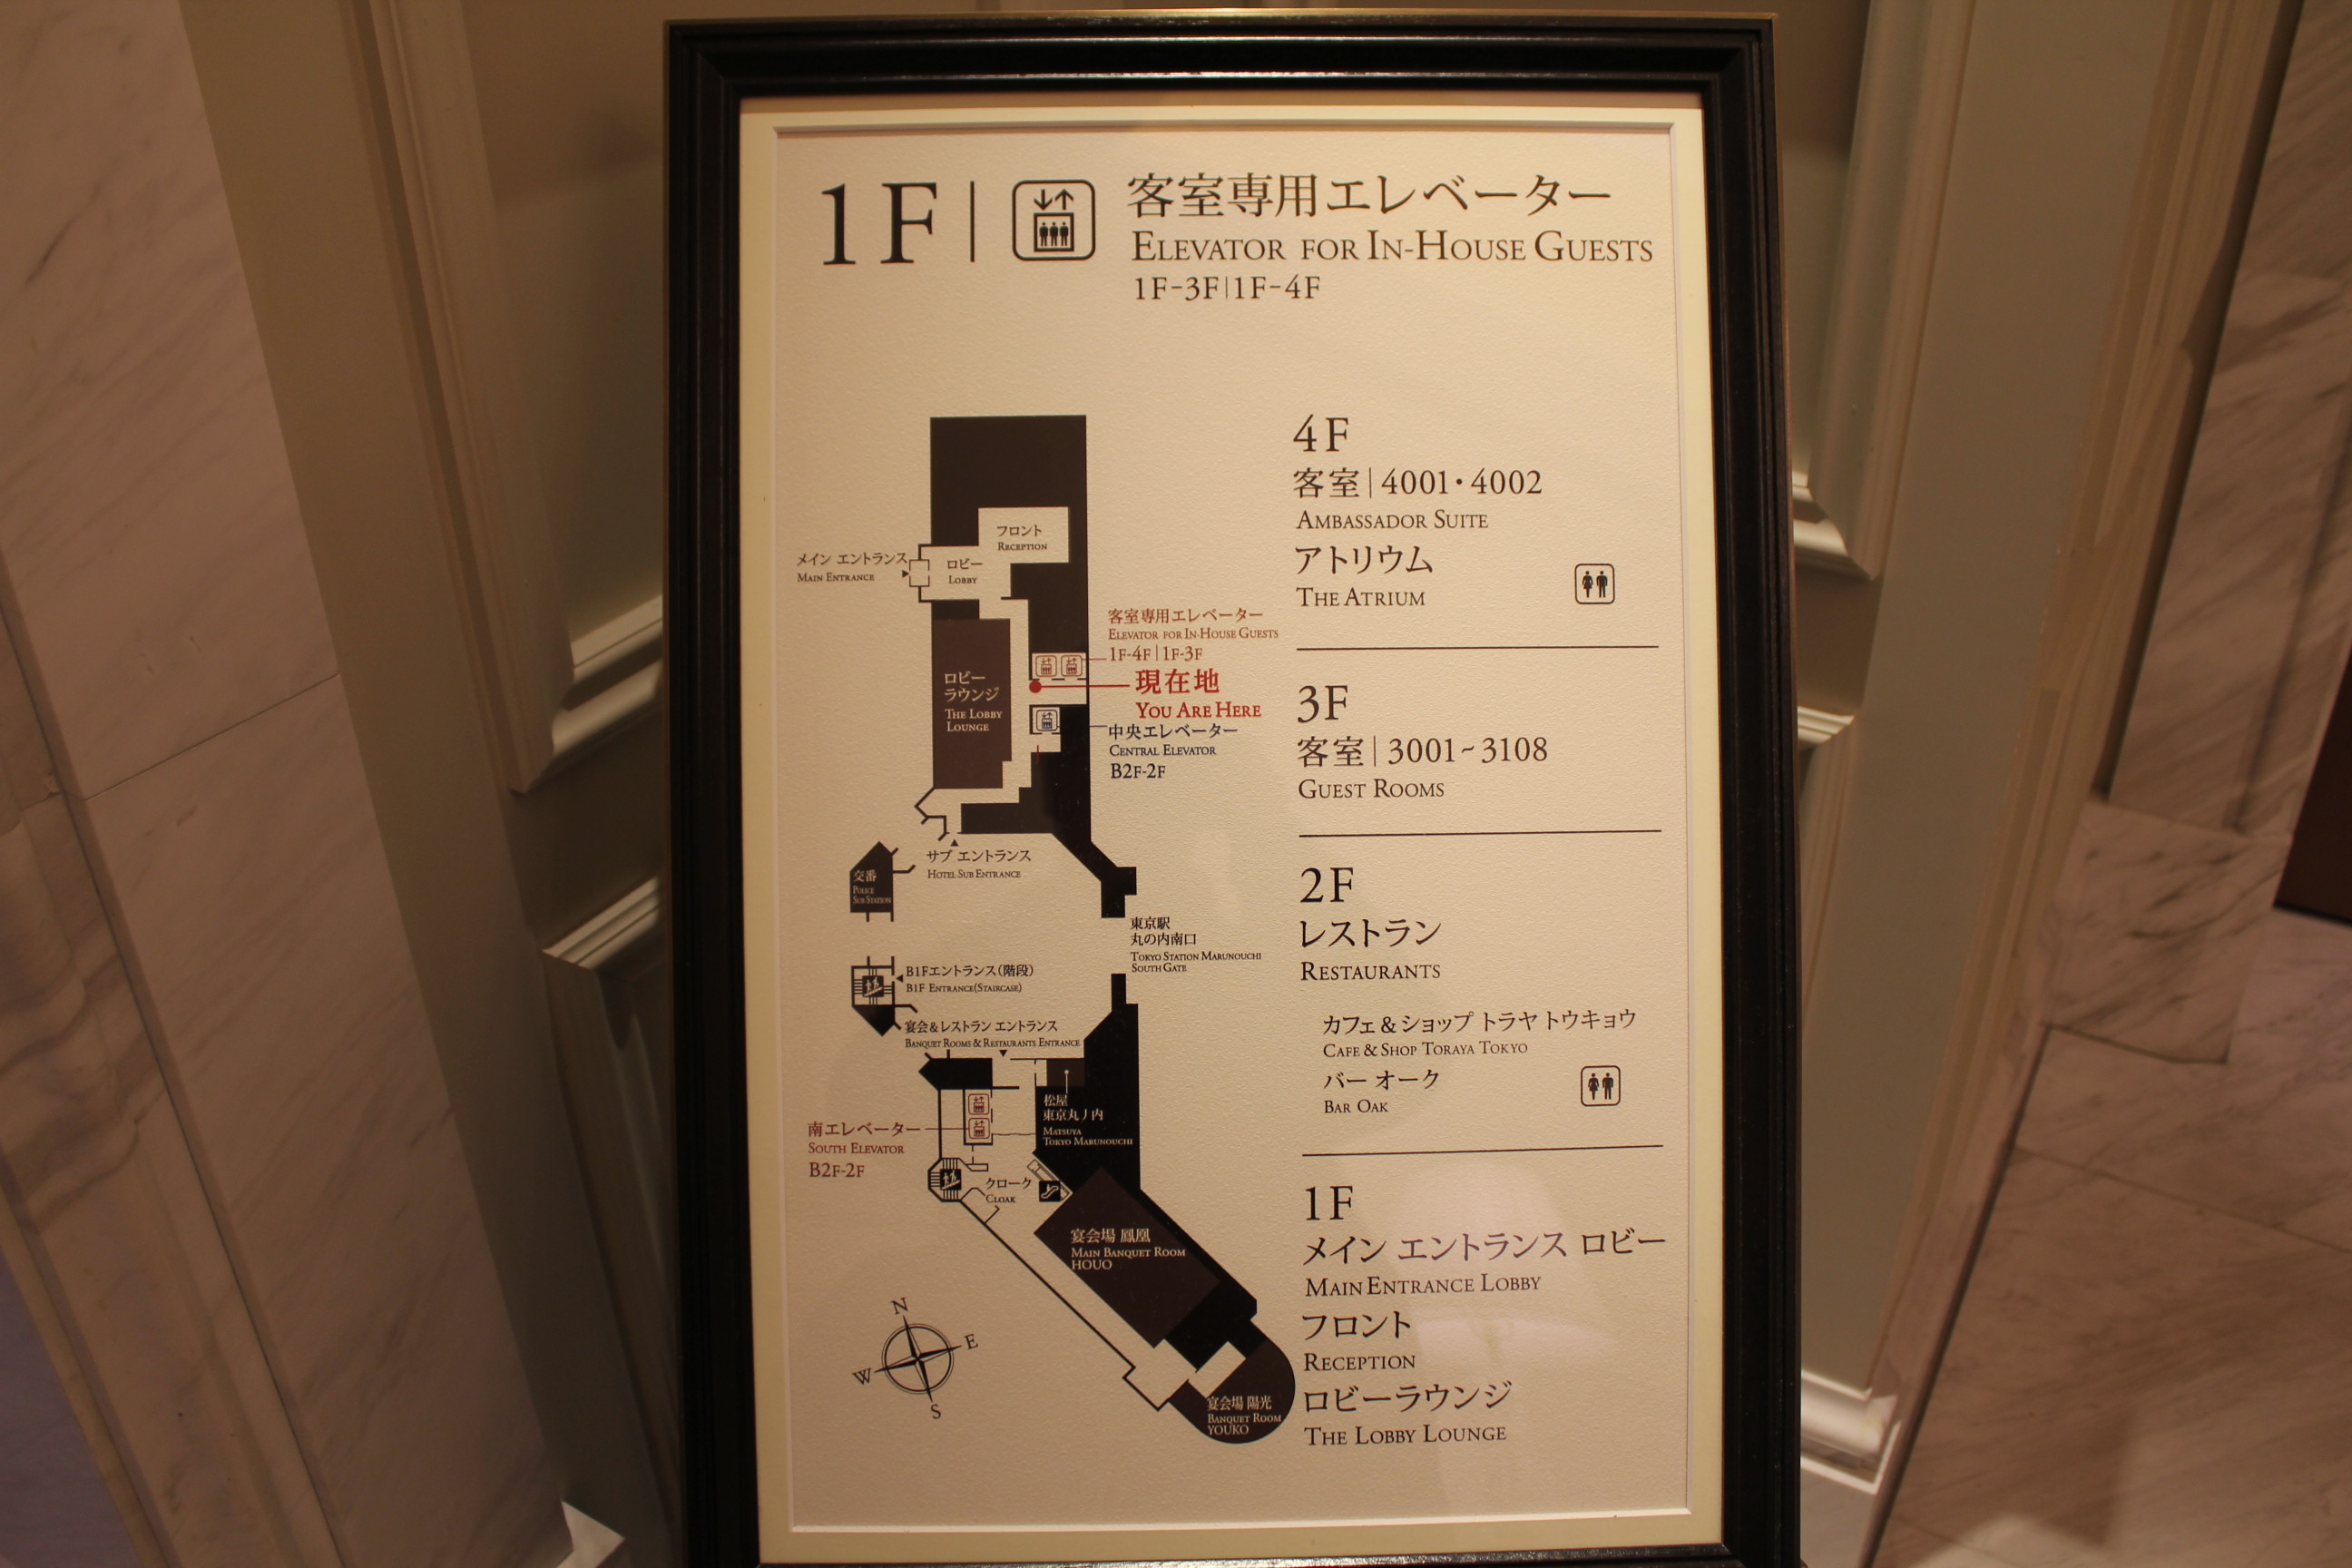 1F
客室専用エレベーター
ELEVATOR FOR IN-HOUSE GUESTS
1F-3F|1F-4F
フロント
RECEPTION
メイン エントランス
MAIN ENTRANCE
ロビー
LOBBY
客室専用エレベーター
ELEVATOR FOR IN-HOUSE GUESTS
1F-4F|1F-3F
現在地
YOU ARE HERE
ロビー
ラウンジ
THE LOBBY
LOUNGE
中央エレベーター
CENTRAL ELEVATOR
B2F-2F
サブ エントランス
HOTEL SUB ENTRANCE
交番
POLICE
SUB STATION
東京駅
丸の内南口
TOKYO STATION MARUNOUCHI
SOUTH GATE
B1Fエントランス(階段)
B1F ENTRANCE(STAIRCASE)
宴会&レストラン エントランス
BANQUET ROOMS & RESTAURANTS ENTRANCE
松屋
東京丸ノ内
MATSUYA
TOKYO MARUNOUCHI
南エレベーター
SOUTH ELEVATOR
B2F-2F
クローク
CLOAK
宴会場 鳳凰
MAIN BANQUET ROOM
HOUO
宴会場 陽光
BANQUET ROOM
YOUKO
N
E
W
S
4F
客室|4001・4002
AMBASSADOR SUITE
アトリウム
THE ATRIUM
3F
客室|3001~3108
GUEST ROOMS
2F
レストラン
RESTAURANTS
カフェ&ショップ トラヤ トウキョウ
CAFE & SHOP TORAYA TOKYO
バー オーク
BAR OAK
1F
メイン エントランス ロビー
MAIN ENTRANCE LOBBY
フロント
RECEPTION
ロビーラウンジ
THE LOBBY LOUNGE